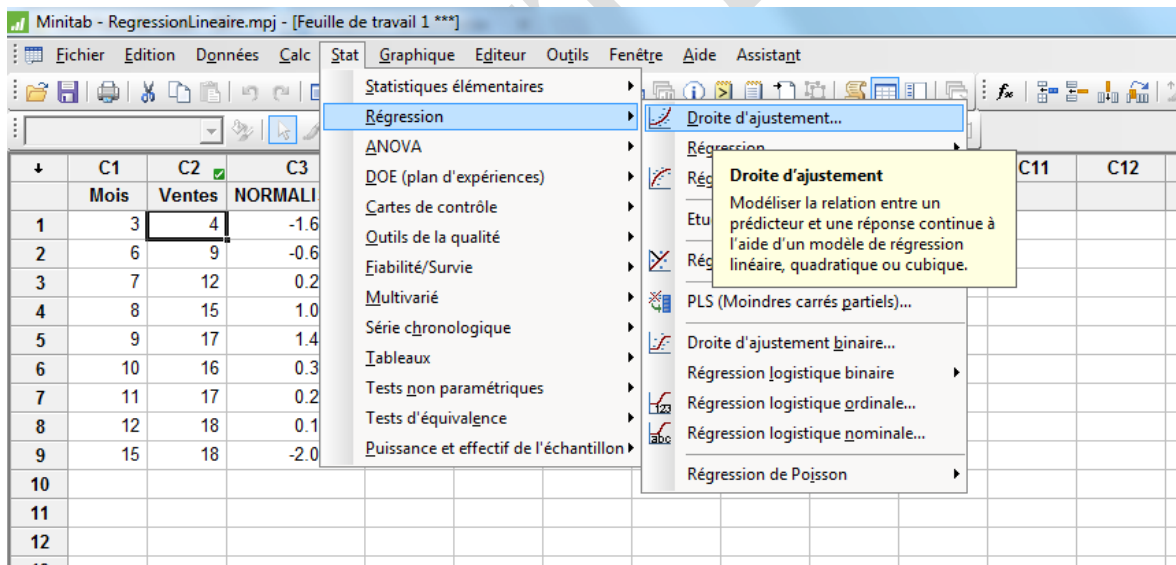 Minitab - RegressionLineaire.mpj - [Feuille de travail 1 ***]
Fichier Edition Données Calc Stat Graphique Editeur Outils Fenêtre Aide Assistant
Statistiques élémentaires
Régression
ANOVA
DOE (plan d'expériences)
Cartes de contrôle
Outils de la qualité
Fiabilité/Survie
Multivarié
Série chronologique
Tableaux
Tests non paramétriques
Tests d'équivalence
Puissance et effectif de l'échantillon
Droite d'ajustement...
Régression
Rég
Etu
Rég
PLS (Moindres carrés partiels)...
Droite d'ajustement binaire...
Régression logistique binaire
Régression logistique ordinale...
Régression logistique nominale...
Régression de Poisson
Droite d'ajustement
Modéliser la relation entre un
prédicteur et une réponse continue à
l'aide d'un modèle de régression
linéaire, quadratique ou cubique.
C1 C2 C3 C11 C12
Mois Ventes NORMALI
1 3 4 -1.6
2 6 9 -0.6
3 7 12 0.2
4 8 15 1.0
5 9 17 1.4
6 10 16 0.3
7 11 17 0.2
8 12 18 0.1
9 15 18 -2.0
10
11
12